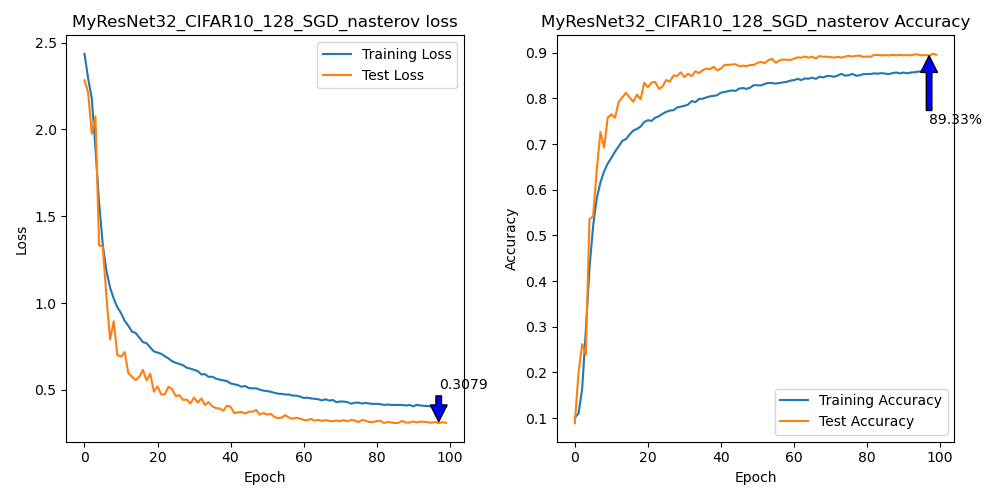 MyResNet32_CIFAR10_128_SGD_nasterov loss
2.5
2.0
1.5
1.0
0.5
Loss
Training Loss
Test Loss
0.3079
0 20 40 60 80 100
Epoch
MyResNet32_CIFAR10_128_SGD_nasterov Accuracy
0.9
0.8
0.7
0.6
0.5
0.4
0.3
0.2
0.1
Accuracy
89.33%
Training Accuracy
Test Accuracy
0 20 40 60 80 100
Epoch